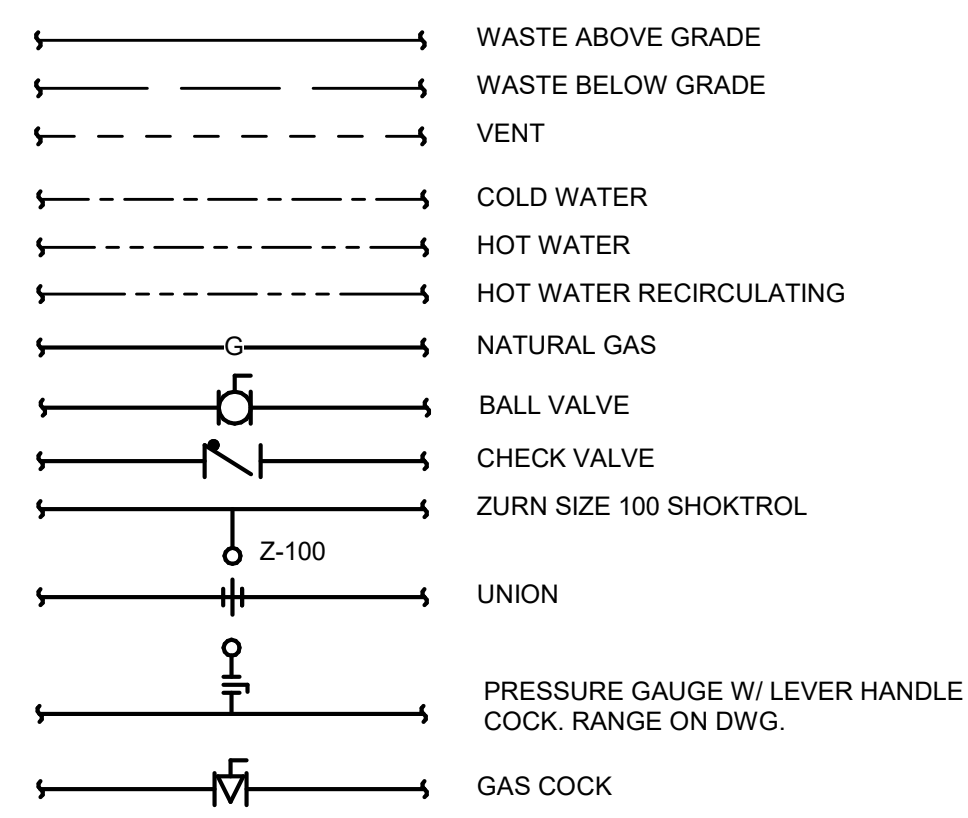 WASTE ABOVE GRADE
WASTE BELOW GRADE
VENT
COLD WATER
HOT WATER
HOT WATER RECIRCULATING
G NATURAL GAS
BALL VALVE
CHECK VALVE
ZURN SIZE 100 SHOKTROL
Z-100
UNION
PRESSURE GAUGE W/ LEVER HANDLE
COCK. RANGE ON DWG.
GAS COCK